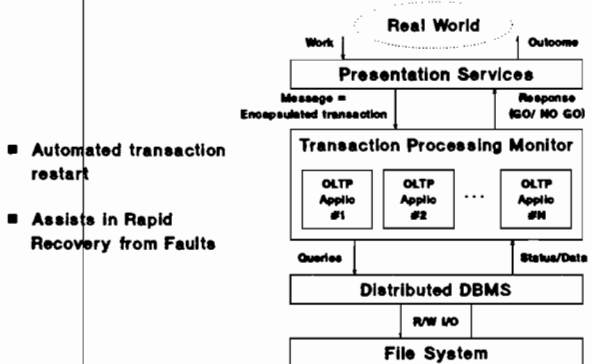 Real World
Work
Outcome
Presentation Services
Message =
Encapsulated transaction
Response
(GO/ NO GO)
■ Automated transaction
restart
■ Assists in Rapid
Recovery from Faults
Transaction Processing Monitor
OLTP
Applic
#1
OLTP
Applic
#2
...
OLTP
Applic
#N
Queries
Status/Data
Distributed DBMS
R/W I/O
File System